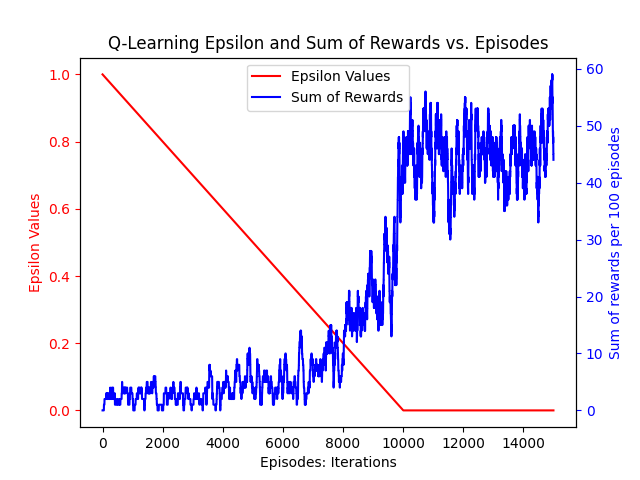 Q-Learning Epsilon and Sum of Rewards vs. Episodes
Epsilon Values
Sum of Rewards
1.0
0.8
0.6
0.4
0.2
0.0
Epsilon Values
60
50
40
30
20
10
0
Sum of rewards per 100 episodes
0 2000 4000 6000 8000 10000 12000 14000
Episodes: Iterations